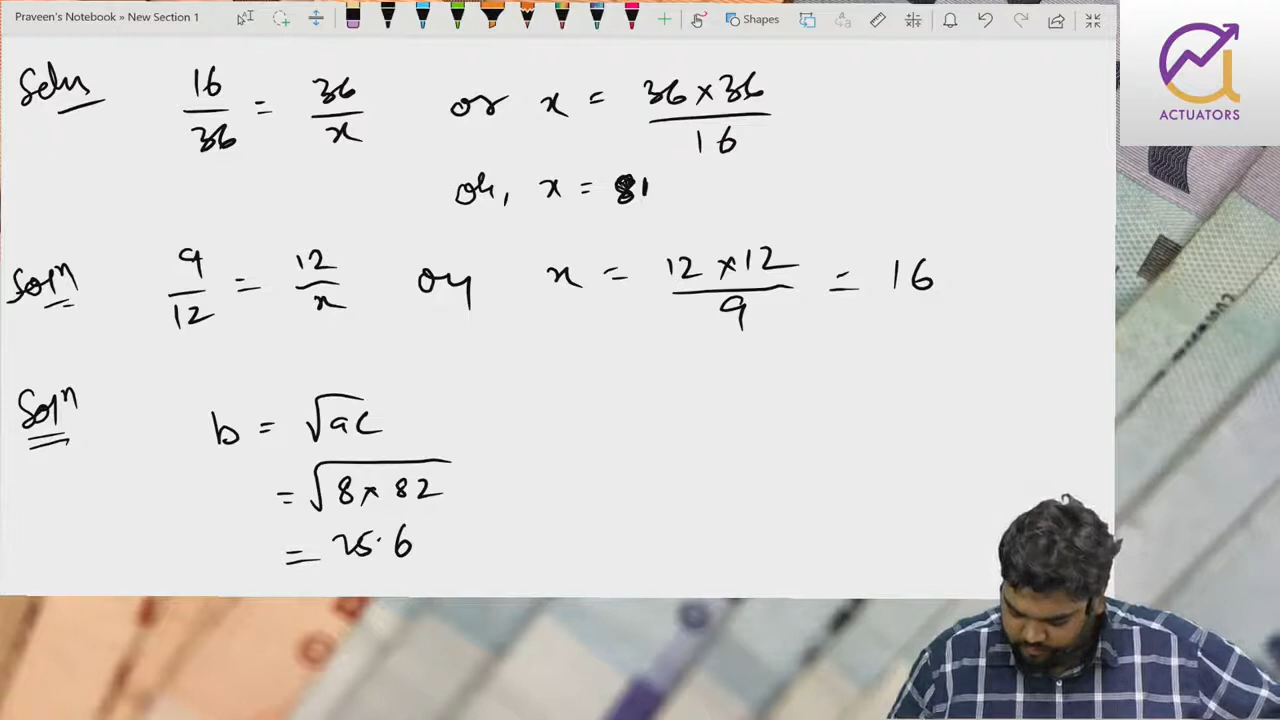 Praveen's Notebook » New Section 1
Shapes
ACTUATORS
Soln 16/36 = 36/x or x = 36×36/16
or, x = 81
Solⁿ 9/12 = 12/x or x = 12×12/9 = 16
Solⁿ b = √ac
= √8×82
= 25.6